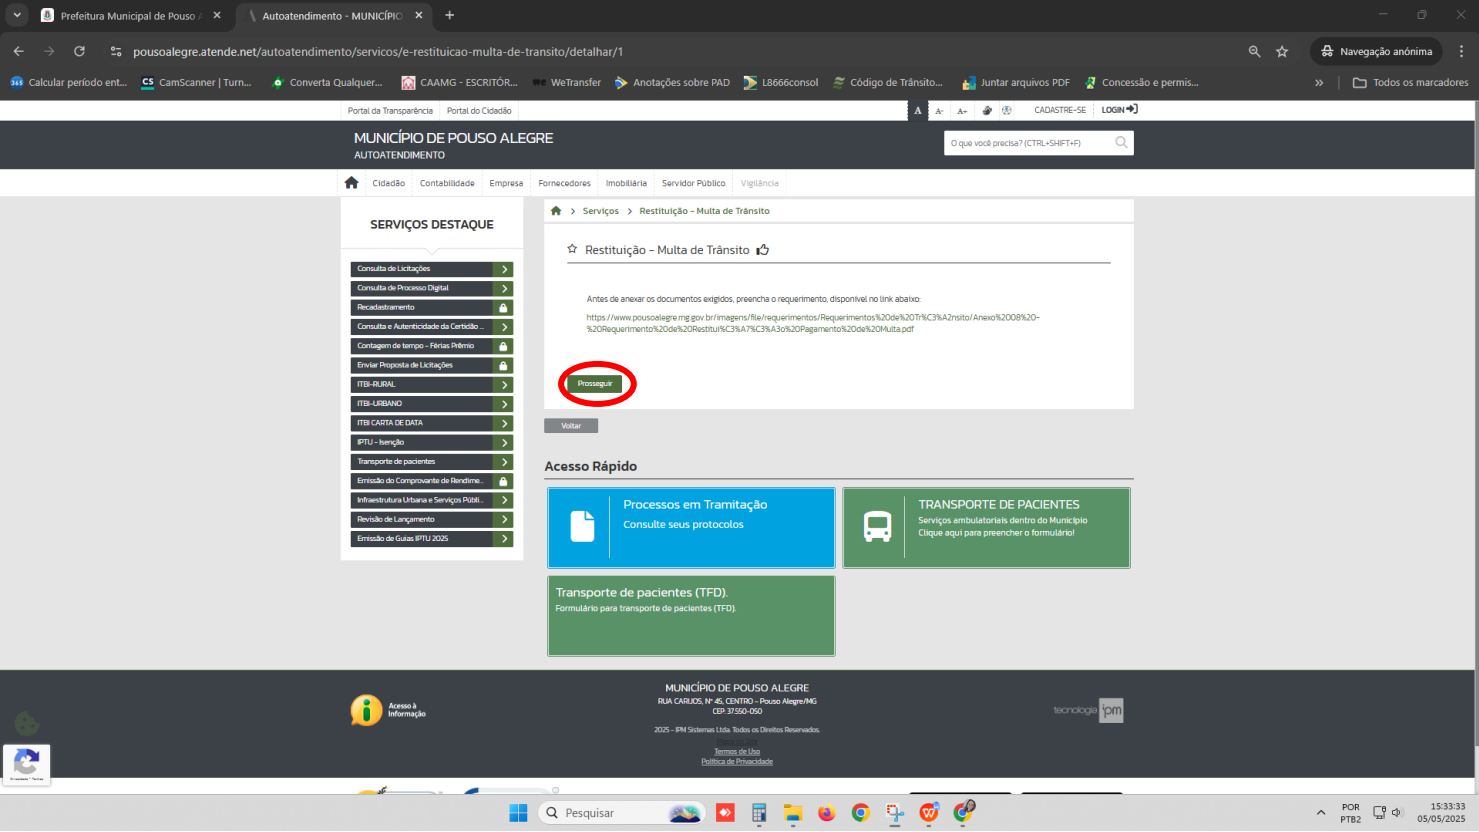 Prefeitura Municipal de Pouso A
Autoatendimento - MUNICÍPIO
pousoalegre.atende.net/autoatendimento/servicos/e-restituicao-multa-de-transito/detalhar/1
Navegação anónima
Calcular período ent...
CamScanner | Turn...
Converta Qualquer...
CAAMG - ESCRITÓR...
WeTransfer
Anotações sobre PAD
L8666consol
Código de Trânsito...
Juntar arquivos PDF
Concessão e permis...
Todos os marcadores
Portal da Transparência Portal do Cidadão
A A- A+ CADASTRE-SE LOGIN
MUNICÍPIO DE POUSO ALEGRE
AUTOATENDIMENTO
O que você precisa? (CTRL+SHIFT+F)
Cidadão Contabilidade Empresa Fornecedores Imobiliária Servidor Público Vigilância
SERVIÇOS DESTAQUE
Consulta de Licitações
Consulta de Processo Digital
Recadastramento
Consulta e Autenticidade da Certidão ...
Contagem de tempo - Férias Prêmio
Enviar Proposta de Licitações
ITBI-RURAL
ITBI-URBANO
ITBI CARTA DE DATA
IPTU - Isenção
Transporte de pacientes
Emissão do Comprovante de Rendime...
Infraestrutura Urbana e Serviços Públi...
Revisão de Lançamento
Emissão de Guias IPTU 2025
Serviços > Restituição - Multa de Trânsito
Restituição - Multa de Trânsito
Antes de anexar os documentos exigidos, preencha o requerimento, disponível no link abaixo:
https://www.pousoalegre.mg.gov.br/imagens/file/requerimentos/Requerimentos%20de%20Tr%C3%A2nsito/Anexo%2008%20-
%20Requerimento%20de%20Restitui%C3%A7%C3%A3o%20Pagamento%20de%20Multa.pdf
Prosseguir
Voltar
Acesso Rápido
Processos em Tramitação
Consulte seus protocolos
TRANSPORTE DE PACIENTES
Serviços ambulatoriais dentro do Município
Clique aqui para preencher o formulário!
Transporte de pacientes (TFD).
Formulário para transporte de pacientes (TFD).
Acesso à
Informação
MUNICÍPIO DE POUSO ALEGRE
RUA CARIJOS, Nº 45, CENTRO - Pouso Alegre/MG
CEP: 37.550-050
2025 - IPM Sistemas Ltda. Todos os Direitos Reservados.
Termos de Uso
Política de Privacidade
tecnologia ipm
Pesquisar
POR
PTB2
15:33:33
05/05/2025